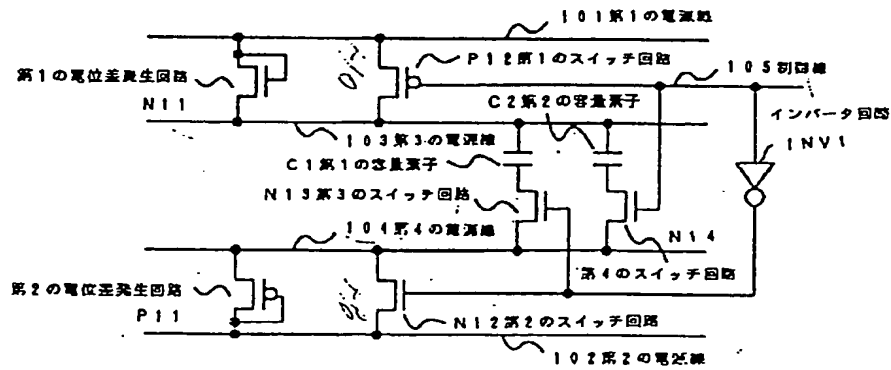 101第1の電源線
第1の電位差発生回路
N11
P12第1のスイッチ回路
105制御線
C2第2の容量素子
インバータ回路
INV1
103第3の電源線
C1第1の容量素子
N13第3のスイッチ回路
104第4の電源線
N14
第4のスイッチ回路
第2の電位差発生回路
P11
N12第2のスイッチ回路
102第2の電源線